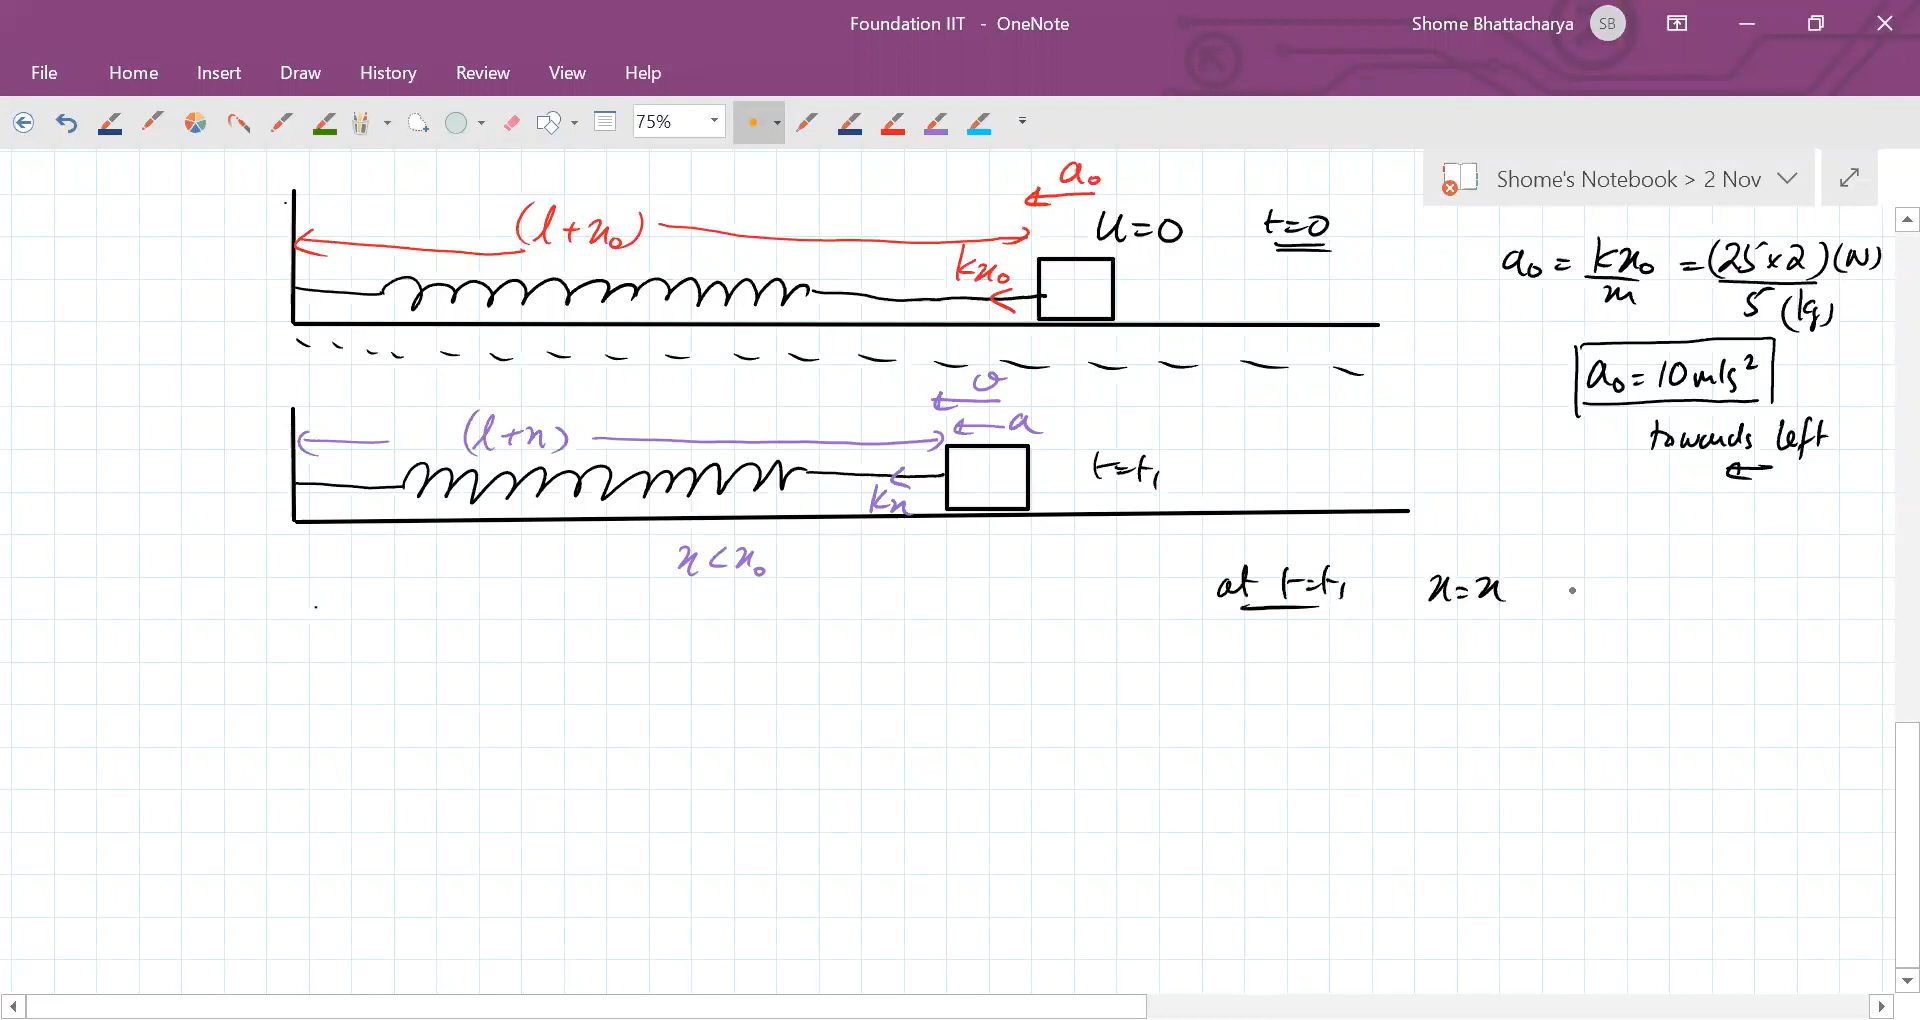 Foundation IIT - OneNote
Shome Bhattacharya SB
File Home Insert Draw History Review View Help
75%
Shome's Notebook > 2 Nov
a₀
(l+x₀)
u=0
t=0
kx₀
a₀ = kx₀/m = (25×2)(N)/5(kg)
a₀ = 10 m/s²
towards left
v
a
(l+x)
t=t₁
kx
x<x₀
at t=t₁ x=x